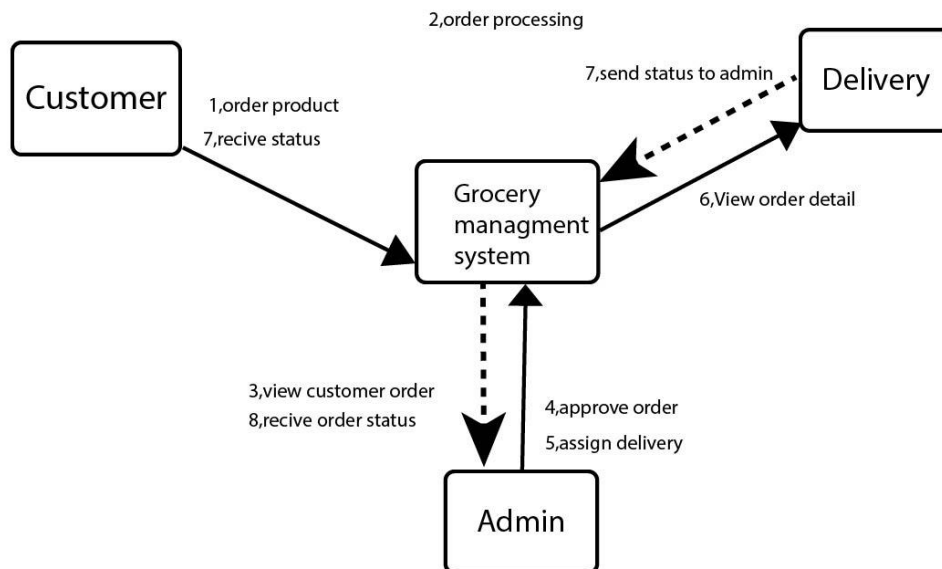 2,order processing
Customer
7,send status to admin
Delivery
1,order product
7,recive status
Grocery
managment
system
6,View order detail
3,view customer order
8,recive order status
4,approve order
5,assign delivery
Admin